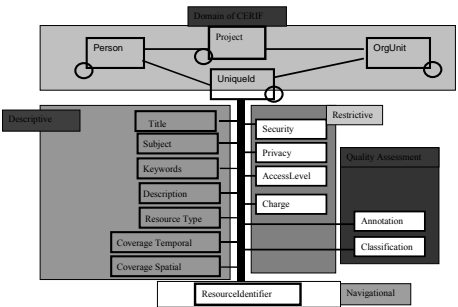 Domain of CERIF
Project
Person
OrgUnit
UniqueId
Descriptive
Restrictive
Title
Security
Subject
Privacy
Quality Assessment
Keywords
AccessLevel
Description
Charge
Resource Type
Annotation
Coverage Temporal
Classification
Coverage Spatial
ResourceIdentifier
Navigational